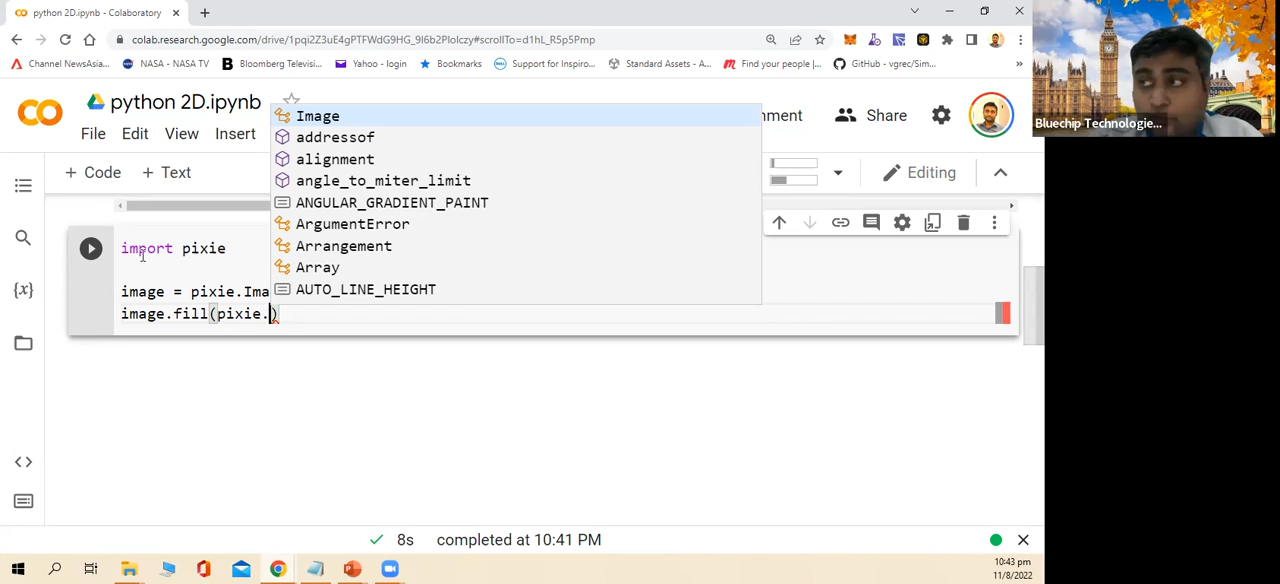 python 2D.ipynb - Colaboratory
colab.research.google.com/drive/1pqi2Z3uE4gPTFWdG9HG_9I6b2Plolczy#scrollTo=d1hL_R5p5Pmp
Channel NewsAsia...
NASA - NASA TV
Bloomberg Televisi...
Yahoo - login
Bookmarks
Support for Inspiro...
Standard Assets - A...
Find your people |...
GitHub - vgrec/Sim...
Bluechip Technologie...
python 2D.ipynb
File Edit View Insert
mment
Share
+ Code + Text
Editing
import pixie
image = pixie.Ima
image.fill(pixie.)
Image
addressof
alignment
angle_to_miter_limit
ANGULAR_GRADIENT_PAINT
ArgumentError
Arrangement
Array
AUTO_LINE_HEIGHT
{x}
8s completed at 10:41 PM
10:43 pm
11/8/2022